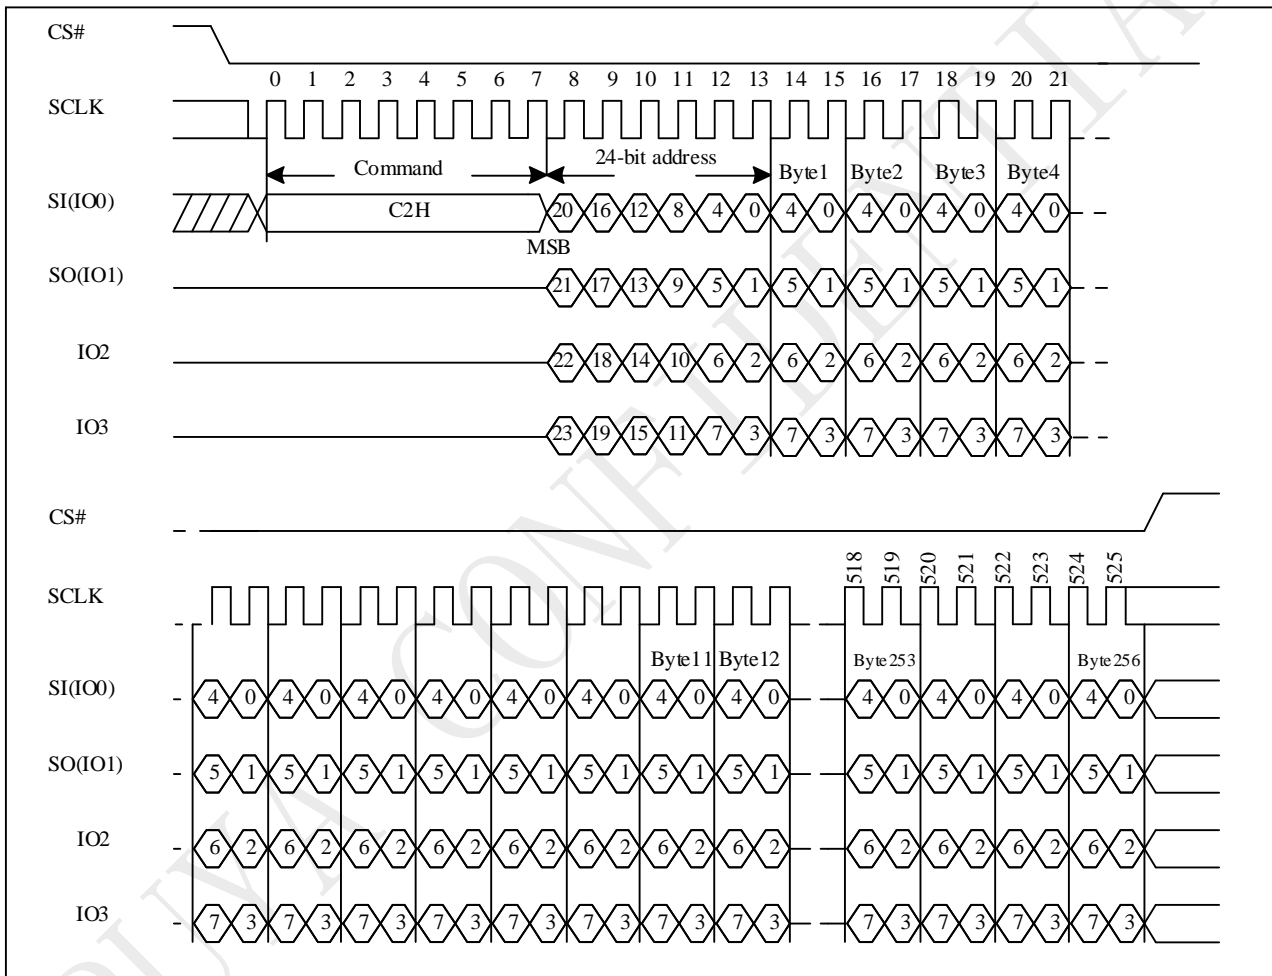 CS#
0 1 2 3 4 5 6 7 8 9 10 11 12 13 14 15 16 17 18 19 20 21
SCLK
Command 24-bit address Byte1 Byte2 Byte3 Byte4
SI(IO0) C2H 20 16 12 8 4 0 4 0 4 0 4 0 4 0
MSB
SO(IO1) 21 17 13 9 5 1 5 1 5 1 5 1 5 1
IO2 22 18 14 10 6 2 6 2 6 2 6 2 6 2
IO3 23 19 15 11 7 3 7 3 7 3 7 3 7 3
CS#
518 519 520 521 522 523 524 525
SCLK
Byte11 Byte12 Byte253 Byte256
SI(IO0) 4 0 4 0 4 0 4 0 4 0 4 0 4 0 4 0 4 0 4 0 4 0 4 0
SO(IO1) 5 1 5 1 5 1 5 1 5 1 5 1 5 1 5 1 5 1 5 1 5 1 5 1
IO2 6 2 6 2 6 2 6 2 6 2 6 2 6 2 6 2 6 2 6 2 6 2 6 2
IO3 7 3 7 3 7 3 7 3 7 3 7 3 7 3 7 3 7 3 7 3 7 3 7 3
PUYA CONFIDENTIAL